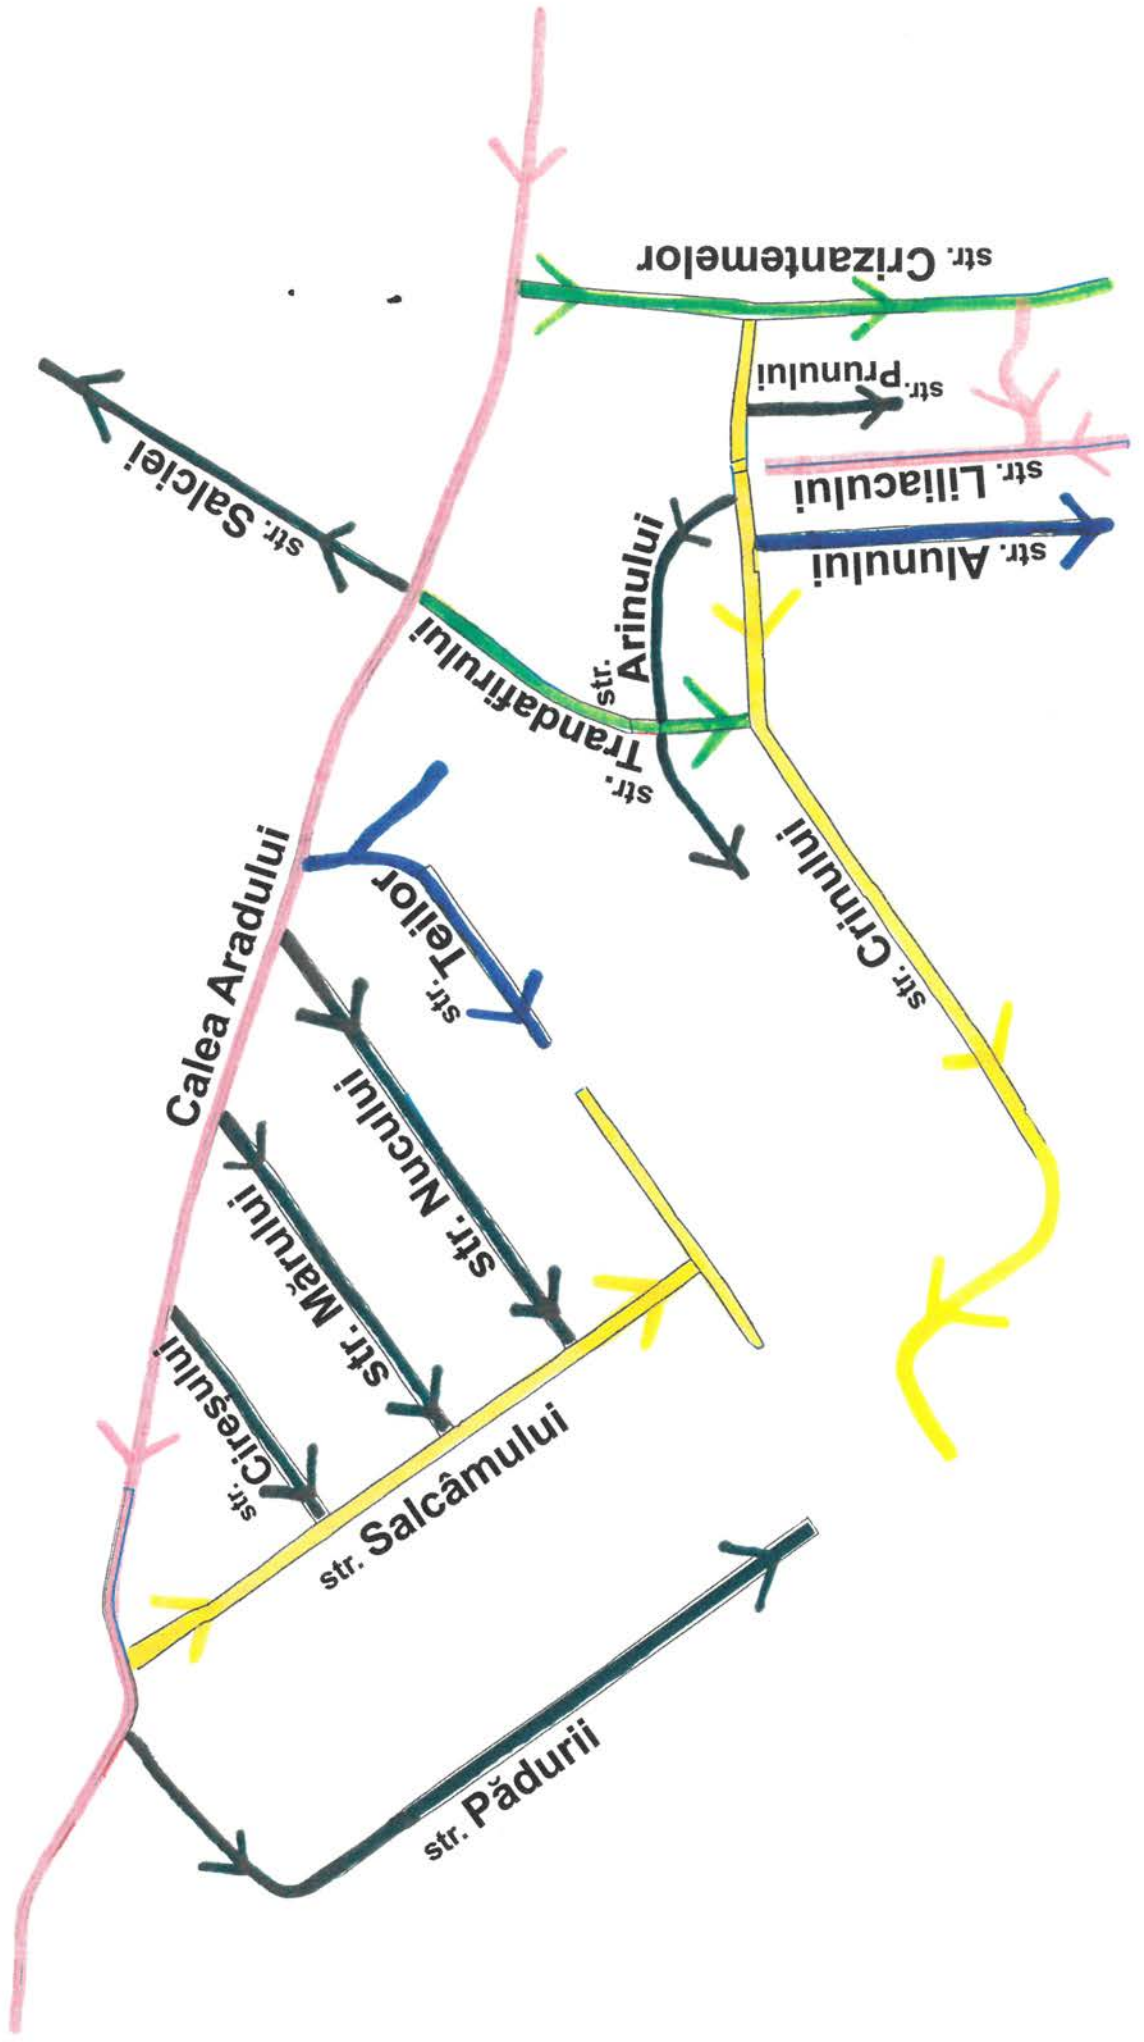 str. Crizantemelor
str. Prunului
str. Liliacului
str. Alunului
str. Salciei
str. Arinului
str. Trandafirului
str. Crinului
Calea Aradului
str. Teilor
str. Nucului
str. Mărului
str. Cireșului
str. Salcâmului
str. Pădurii